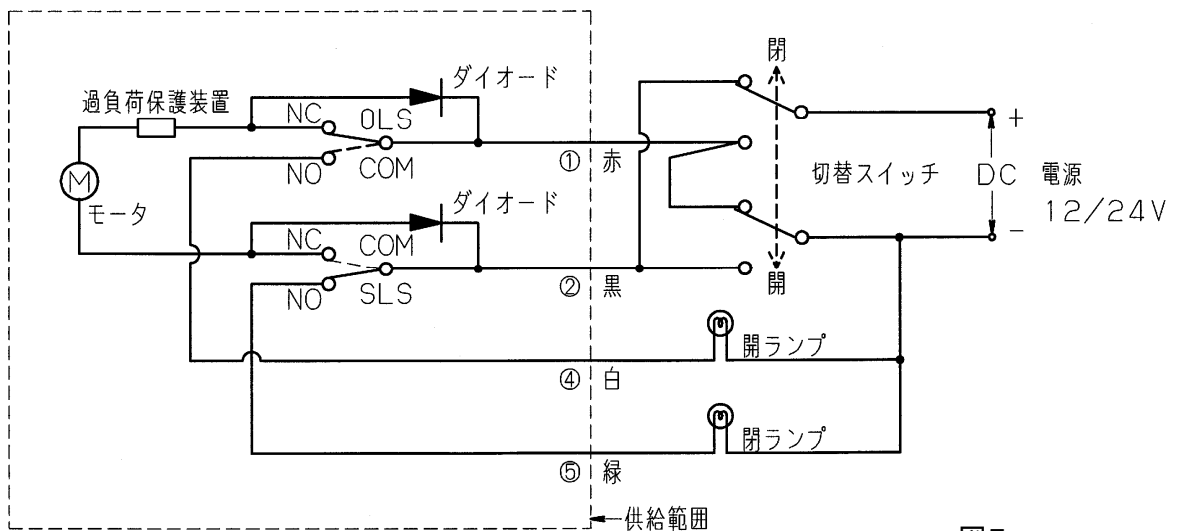 閉
ダイオード
過負荷保護装置
NC
OLS
+
COM
① 赤
切替スイッチ
DC 電源
NO
M
モータ
ダイオード
12/24V
NC
COM
-
NO
SLS
② 黒
開
開ランプ
④ 白
閉ランプ
⑤ 緑
供給範囲